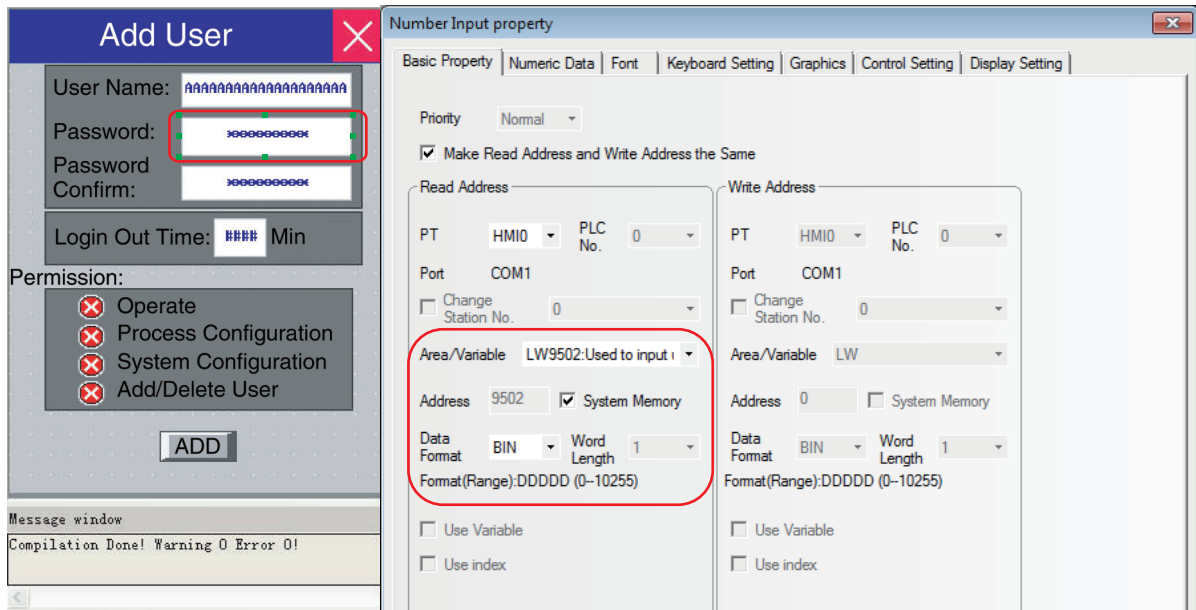 Add User
User Name: AAAAAAAAAAAAAAAAAAAA
Password: **********
Password
Confirm: **********
Login Out Time: #### Min
Permission:
Operate
Process Configuration
System Configuration
Add/Delete User
ADD
Message window
Compilation Done! Warning 0 Error 0!
Number Input property
Basic Property Numeric Data Font Keyboard Setting Graphics Control Setting Display Setting
Priority Normal
Make Read Address and Write Address the Same
Read Address
PT HMI0 PLC No. 0
Port COM1
Change Station No. 0
Area/Variable LW9502:Used to input
Address 9502 System Memory
Data Format BIN Word Length 1
Format(Range):DDDDD (0--10255)
Use Variable
Use index
Write Address
PT HMI0 PLC No. 0
Port COM1
Change Station No. 0
Area/Variable LW
Address 0 System Memory
Data Format BIN Word Length 1
Format(Range):DDDDD (0--10255)
Use Variable
Use index